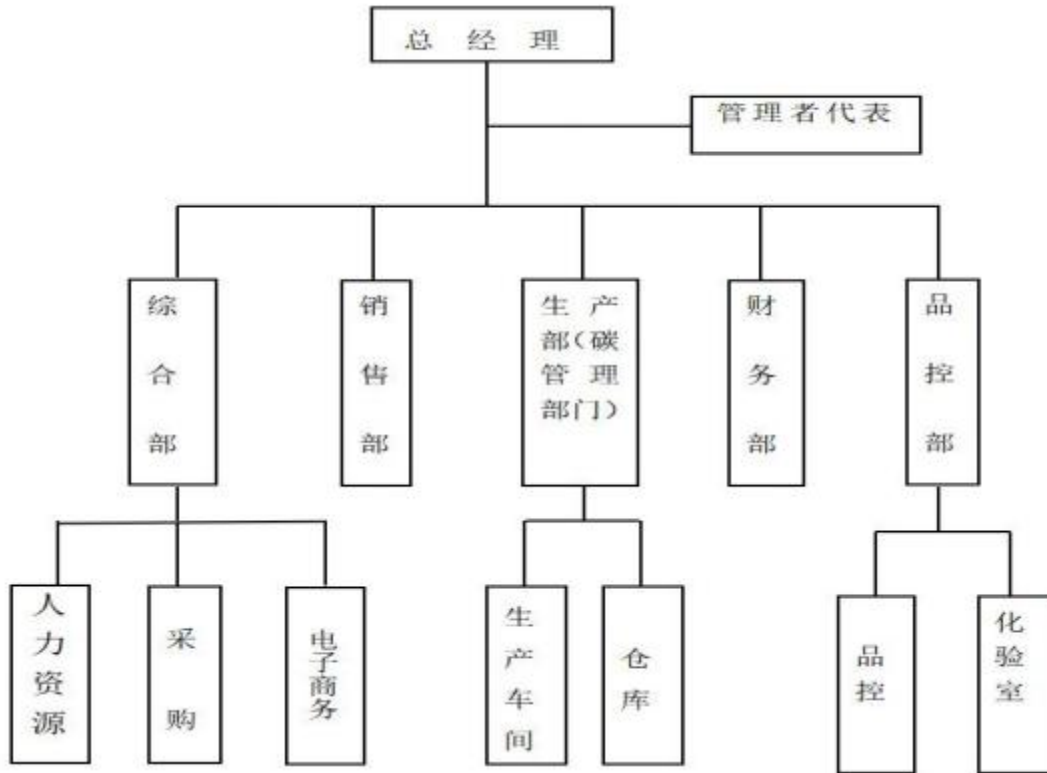 总经理
管理者代表
综合部
销售部
生产
部（碳
管理
部门）
财务部
品控部
人力资源
采购
电子商务
生产车间
仓库
品控
化验室